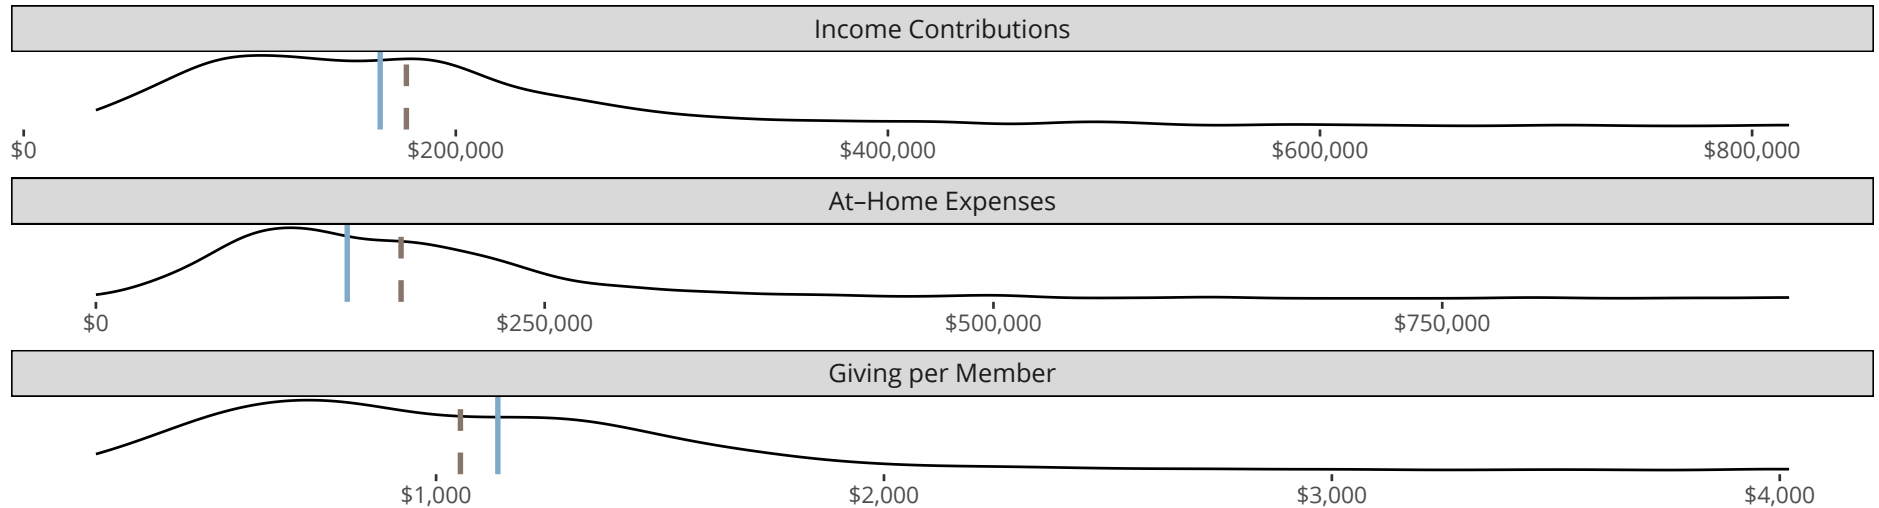 Income Contributions
$0 $200,000 $400,000 $600,000 $800,000
At–Home Expenses
$0 $250,000 $500,000 $750,000
Giving per Member
$1,000 $2,000 $3,000 $4,000